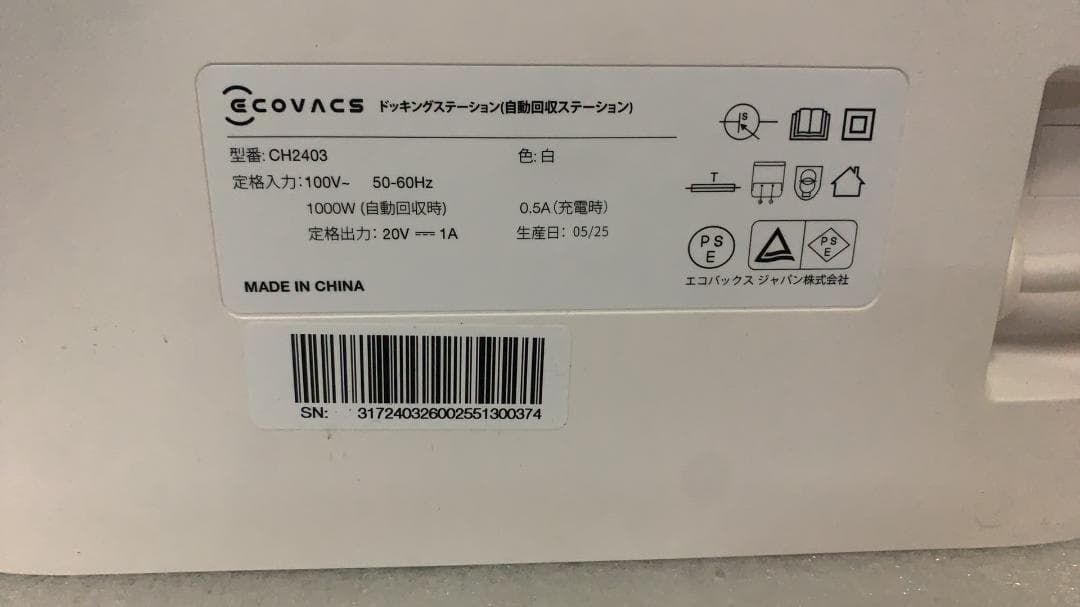 ECOVACS ドッキングステーション(自動回収ステーション)
型番: CH2403 色: 白
定格入力: 100V~ 50-60Hz
1000W (自動回収時) 0.5A (充電時)
定格出力: 20V ⎓ 1A 生産日: 05/25
MADE IN CHINA
S
T
PS
E
PS
E
エコバックス ジャパン株式会社
SN: 317240326002551300374